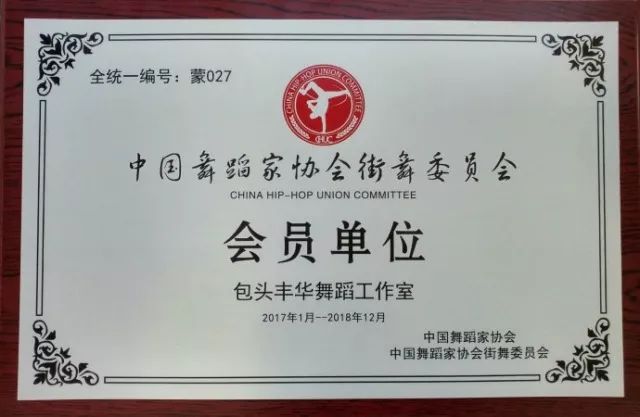 全统一编号：蒙027
CHINA HIP-HOP UNION COMMITTEE
CHUC
中国舞蹈家协会街舞委员会
CHINA HIP-HOP UNION COMMITTEE
会员单位
包头丰华舞蹈工作室
2017年1月--2018年12月
中国舞蹈家协会
中国舞蹈家协会街舞委员会